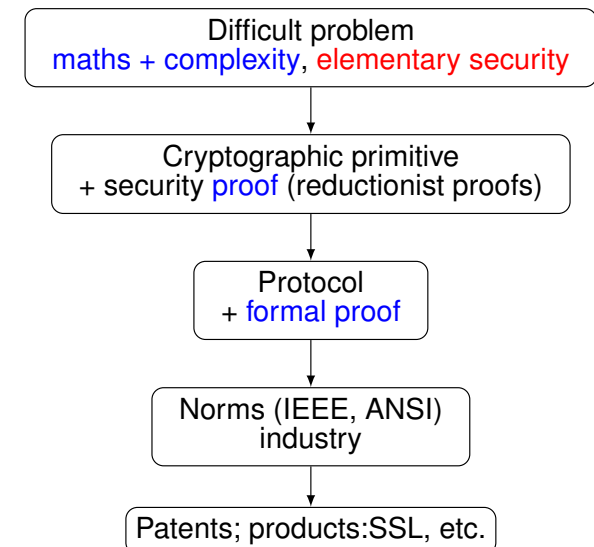 Difficult problem
maths + complexity, elementary security
Cryptographic primitive
+ security proof (reductionist proofs)
Protocol
+ formal proof
Norms (IEEE, ANSI)
industry
Patents; products:SSL, etc.